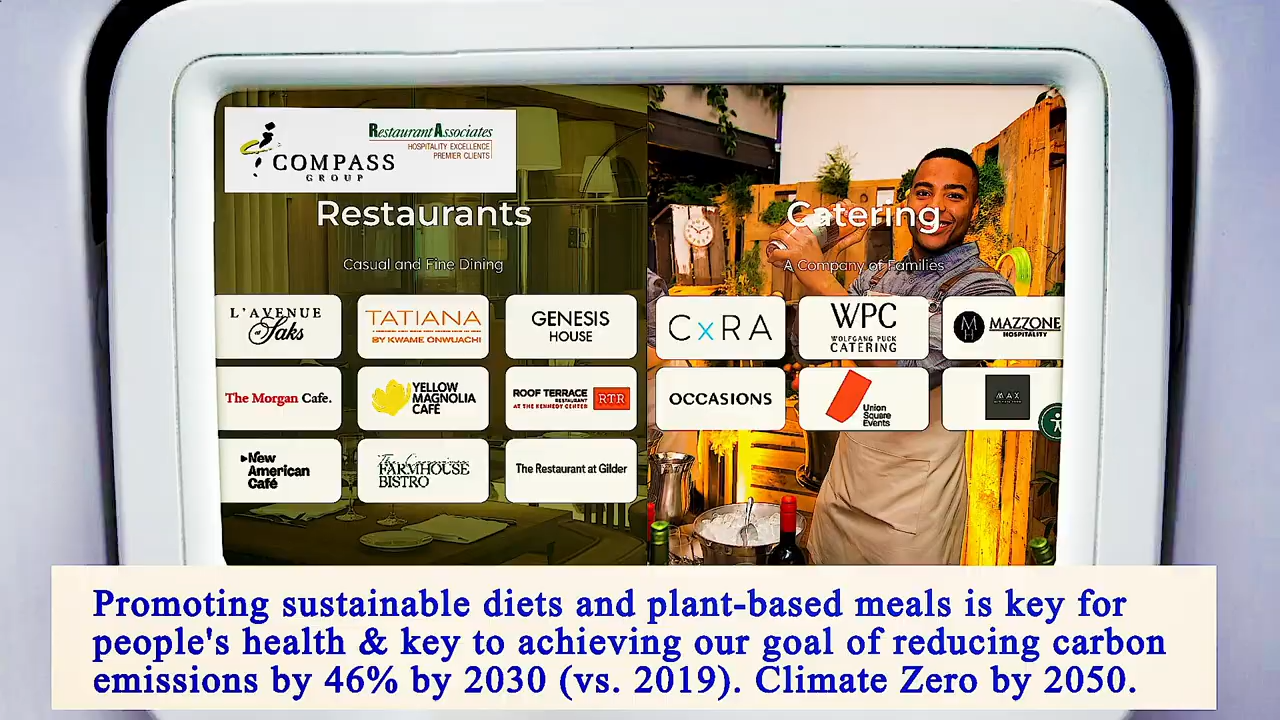 COMPASS
GROUP
Restaurant Associates
HOSPITALITY EXCELLENCE
PREMIER CLIENTS
Restaurants
Casual and Fine Dining
L'AVENUE
at Saks
TATIANA
BY KWAME ONWUACHI
GENESIS
HOUSE
The Morgan Cafe.
YELLOW
MAGNOLIA
CAFÉ
ROOF TERRACE
RESTAURANT
AT THE KENNEDY CENTER
RTR
New
American
Café
FARMHOUSE
BISTRO
The Restaurant at Gilder
Catering
A Company of Families
CxRA
WPC
WOLFGANG PUCK
CATERING
MH
MAZZONE
HOSPITALITY
OCCASIONS
Union
Square
Events
MAX
Promoting sustainable diets and plant-based meals is key for
people's health & key to achieving our goal of reducing carbon
emissions by 46% by 2030 (vs. 2019). Climate Zero by 2050.